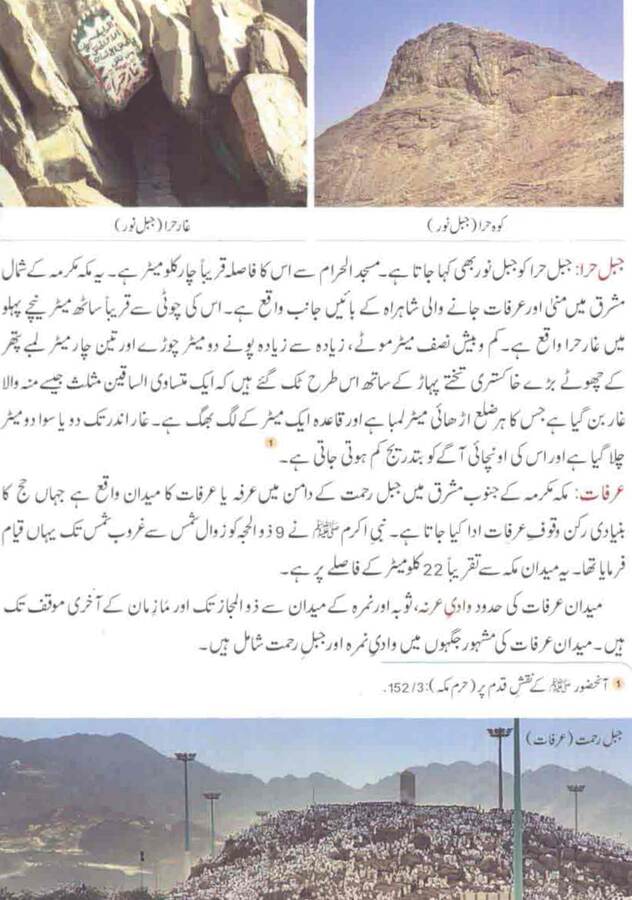 کوہ حرا (جبل نور)
غار حرا (جبل نور)
جبل حرا: جبل حرا کو جبل نور بھی کہا جاتا ہے۔ مسجد الحرام سے اس کا فاصلہ قریباً چار کلومیٹر ہے۔ یہ مکہ مکرمہ کے شمال
مشرق میں منیٰ اور عرفات جانے والی شاہراہ کے بائیں جانب واقع ہے۔ اس کی چوٹی سے قریباً ساٹھ میٹر نیچے پہلو
میں غار حرا واقع ہے۔ کم و بیش نصف میٹر موٹے، زیادہ سے زیادہ پونے دو میٹر چوڑے اور تین چار میٹر لمبے پتھر
کے چھوٹے بڑے خاکستری تختے پہاڑ کے ساتھ اس طرح ٹک گئے ہیں کہ ایک متساوی الساقین مثلث جیسے منہ والا
غار بن گیا ہے جس کا ہر ضلع اڑھائی میٹر لمبا ہے اور قاعدہ ایک میٹر کے لگ بھگ ہے۔ غار اندر تک دو یا سوا دو میٹر
چلا گیا ہے اور اس کی اونچائی آگے کو بتدریج کم ہوتی جاتی ہے۔ 1
عرفات: مکہ مکرمہ کے جنوب مشرق میں جبل رحمت کے دامن میں عرفہ یا عرفات کا میدان واقع ہے جہاں حج کا
بنیادی رکن وقوفِ عرفات ادا کیا جاتا ہے۔ نبی اکرم ﷺ نے 9 ذوالحجہ کو زوالِ شمس سے غروبِ شمس تک یہاں قیام
فرمایا تھا۔ یہ میدان مکہ سے تقریباً 22 کلومیٹر کے فاصلے پر ہے۔
میدان عرفات کی حدود وادیِ عرنہ، ثوبہ اور نمرہ کے میدان سے ذوالمجاز تک اور مازمان کے آخری موقف تک
ہیں۔ میدان عرفات کی مشہور جگہوں میں وادیِ نمرہ اور جبلِ رحمت شامل ہیں۔
1 آنحضور ﷺ کے نقشِ قدم پر (حرم مکہ): 152/3.
جبل رحمت (عرفات)